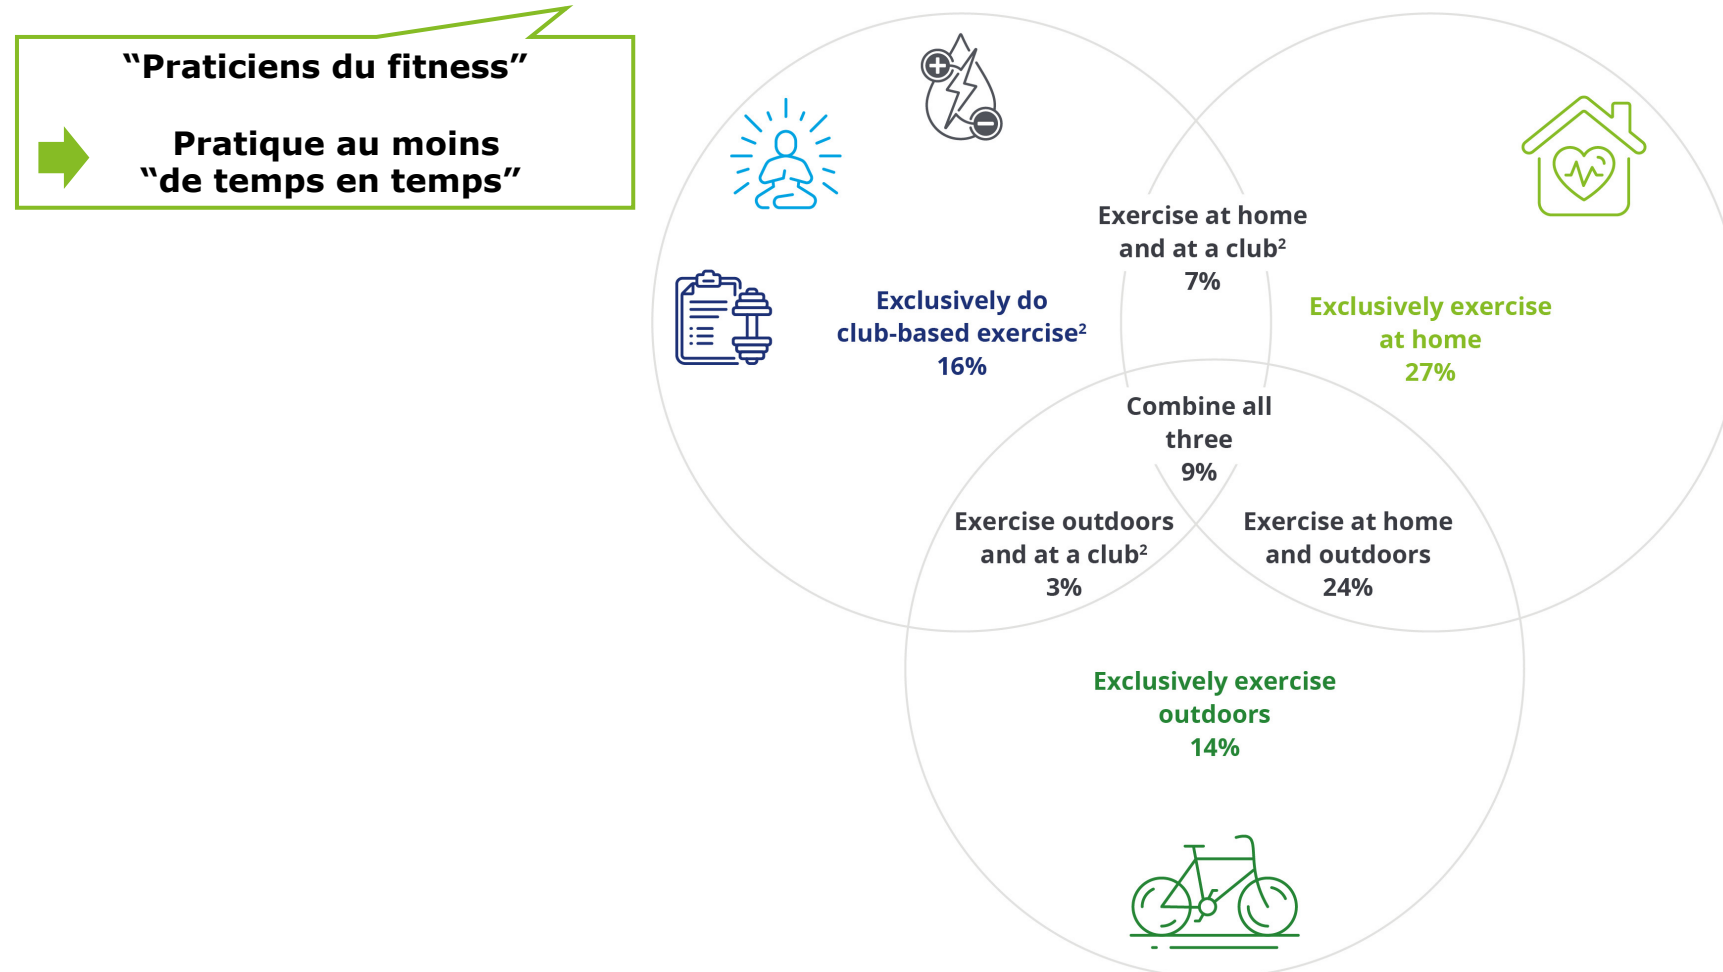 “Praticiens du fitness”
Pratique au moins
“de temps en temps”
Exercise at home
and at a club²
7%
Exclusively do
club-based exercise²
16%
Exclusively exercise
at home
27%
Combine all
three
9%
Exercise outdoors
and at a club²
3%
Exercise at home
and outdoors
24%
Exclusively exercise
outdoors
14%